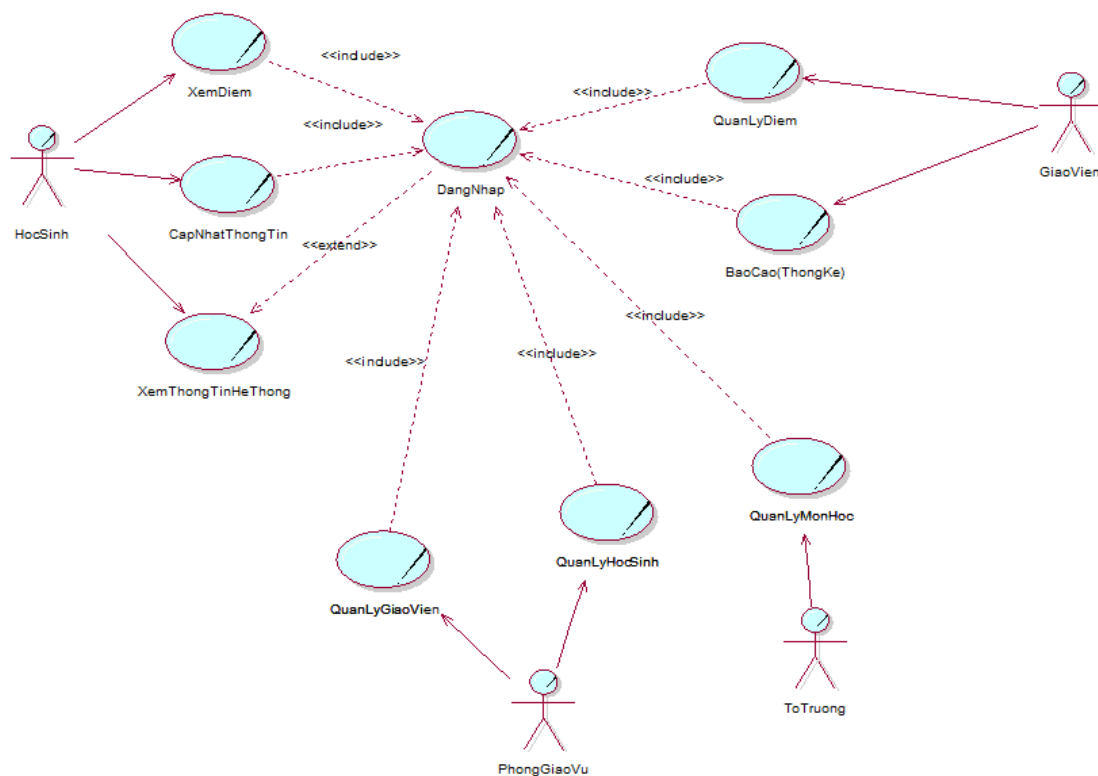 <<include>>
XemDiem
<<include>>
QuanLyDiem
<<include>>
<<include>>
HocSinh
CapNhatThongTin
DangNhap
GiaoVien
<<include>>
<<extend>>
BaoCao(ThongKe)
<<include>>
<<include>>
<<include>>
XemThongTinHeThong
QuanLyMonHoc
QuanLyHocSinh
QuanLyGiaoVien
ToTruong
PhongGiaoVu